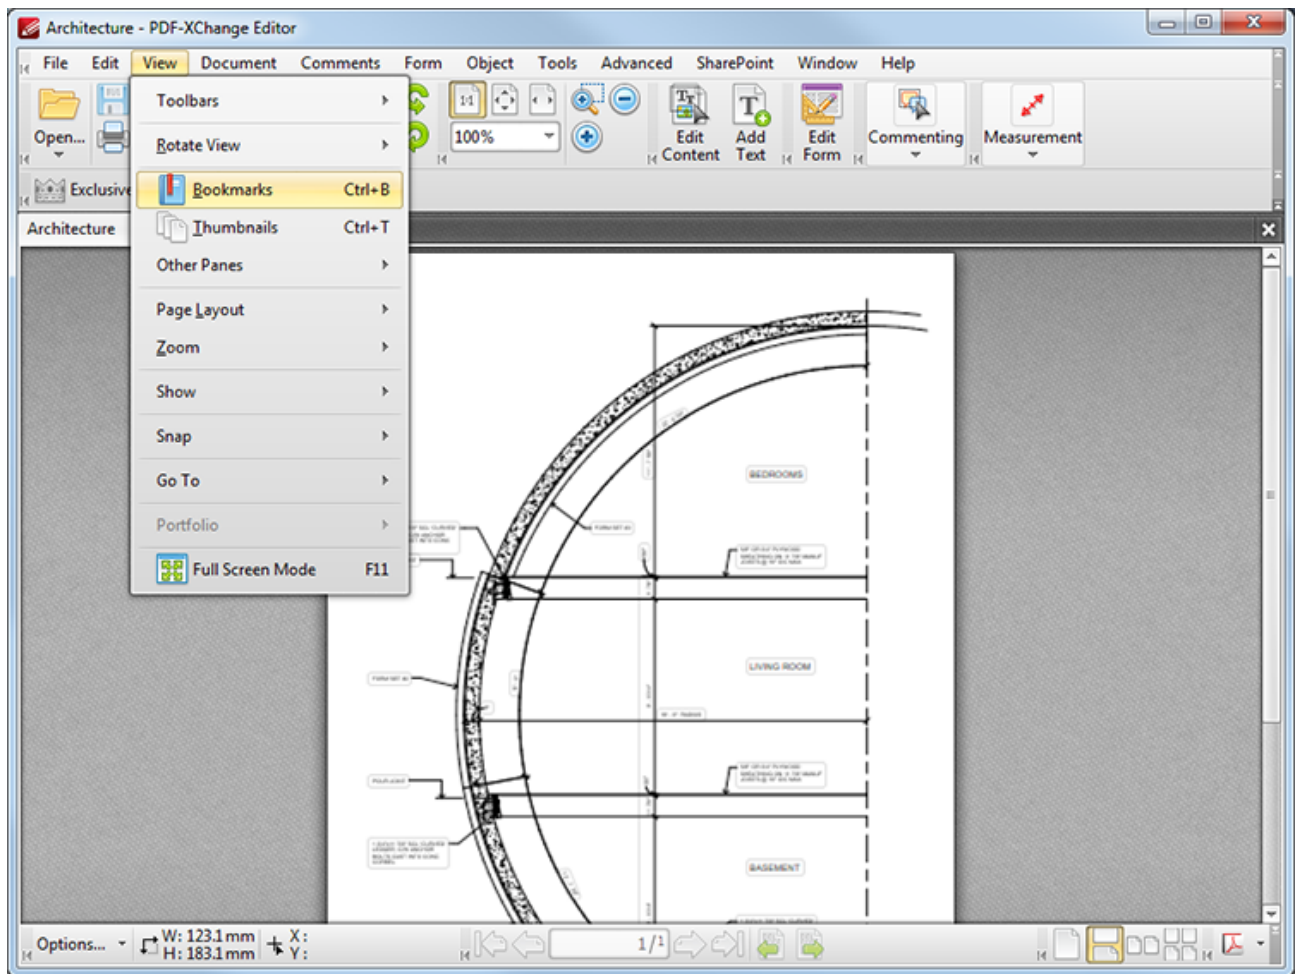 Architecture - PDF-XChange Editor
File Edit View Document Comments Form Object Tools Advanced SharePoint Window Help
Open...
100%
Edit Content
Add Text
Edit Form
Commenting
Measurement
Exclusive
Architecture
Toolbars
Rotate View
Bookmarks Ctrl+B
Thumbnails Ctrl+T
Other Panes
Page Layout
Zoom
Show
Snap
Go To
Portfolio
Full Screen Mode F11
BEDROOMS
LIVING ROOM
BASEMENT
Options...
W: 123.1 mm
H: 183.1 mm
X:
Y:
1/1